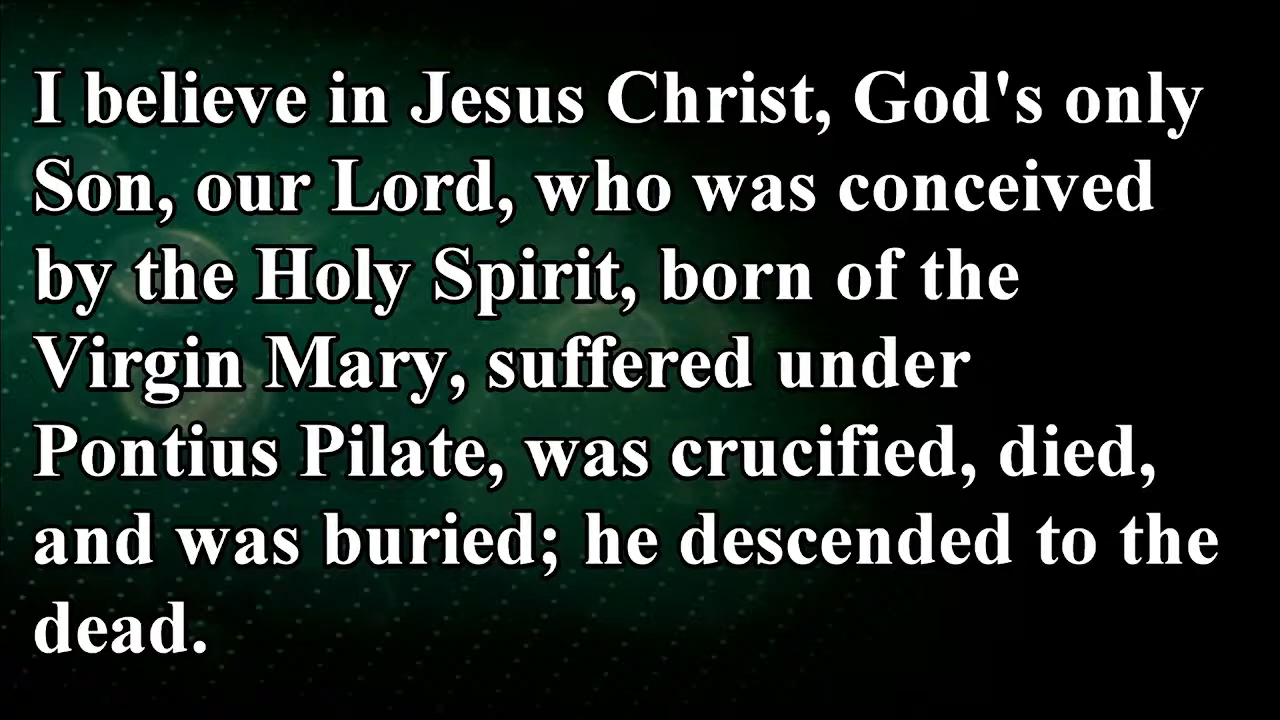 I believe in Jesus Christ, God's only
Son, our Lord, who was conceived
by the Holy Spirit, born of the
Virgin Mary, suffered under
Pontius Pilate, was crucified, died,
and was buried; he descended to the
dead.